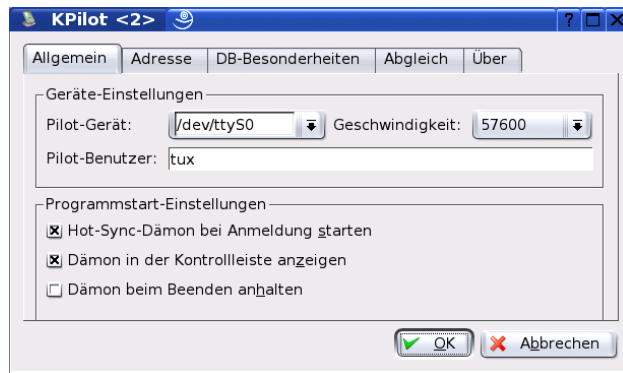 KPilot <2>
Allgemein Adresse DB-Besonderheiten Abgleich Über
Geräte-Einstellungen
Pilot-Gerät: /dev/ttyS0 Geschwindigkeit: 57600
Pilot-Benutzer: tux
Programmstart-Einstellungen
Hot-Sync-Dämon bei Anmeldung starten
Dämon in der Kontrollleiste anzeigen
Dämon beim Beenden anhalten
OK Abbrechen